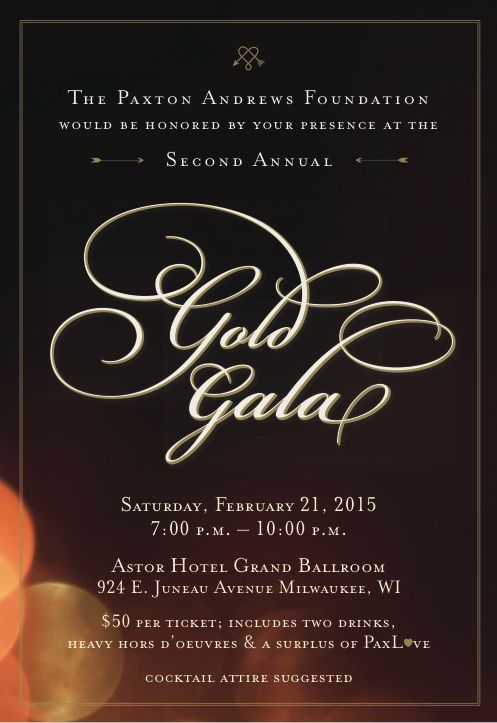 The Paxton Andrews Foundation
would be honored by your presence at the
Second Annual
Gold
Gala
Saturday, February 21, 2015
7:00 p.m. – 10:00 p.m.
Astor Hotel Grand Ballroom
924 E. Juneau Avenue Milwaukee, WI
$50 per ticket; includes two drinks,
heavy hors d'oeuvres & a surplus of PaxL♥ve
cocktail attire suggested